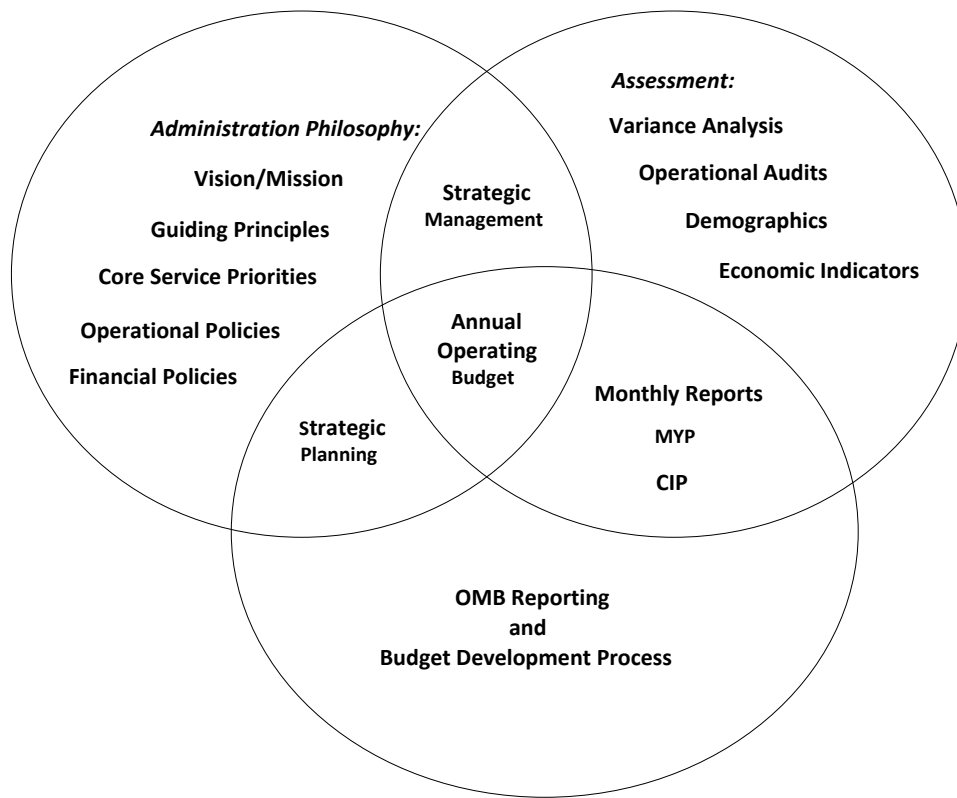 Administration Philosophy:
Vision/Mission
Guiding Principles
Core Service Priorities
Operational Policies
Financial Policies
Strategic
Management
Assessment:
Variance Analysis
Operational Audits
Demographics
Economic Indicators
Annual
Operating
Budget
Strategic
Planning
Monthly Reports
MYP
CIP
OMB Reporting
and
Budget Development Process